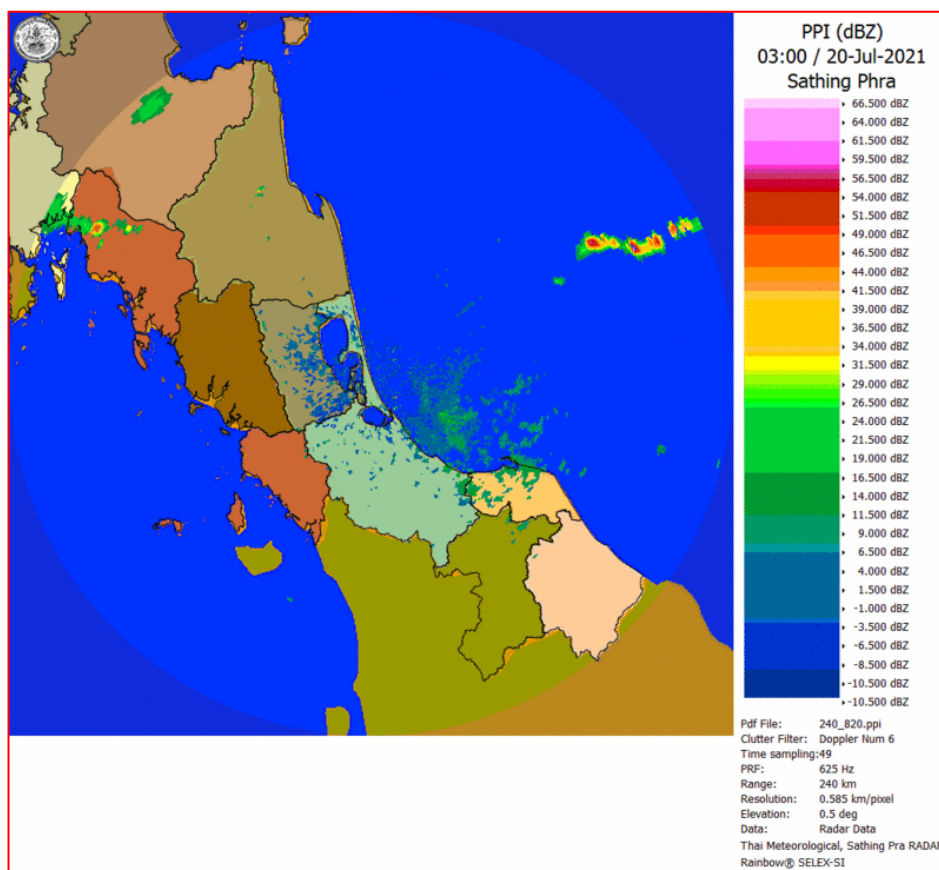 PPI (dBZ)
03:00 / 20-Jul-2021
Sathing Phra
66.500 dBZ
64.000 dBZ
61.500 dBZ
59.500 dBZ
56.500 dBZ
54.000 dBZ
51.500 dBZ
49.000 dBZ
46.500 dBZ
44.000 dBZ
41.500 dBZ
39.000 dBZ
36.500 dBZ
34.000 dBZ
31.500 dBZ
29.000 dBZ
26.500 dBZ
24.000 dBZ
21.500 dBZ
19.000 dBZ
16.500 dBZ
14.000 dBZ
11.500 dBZ
9.000 dBZ
6.500 dBZ
4.000 dBZ
1.500 dBZ
-1.000 dBZ
-3.500 dBZ
-6.500 dBZ
-8.500 dBZ
-10.500 dBZ
-10.500 dBZ
Pdf File: 240_820.ppi
Clutter Filter: Doppler Num 6
Time sampling:49
PRF: 625 Hz
Range: 240 km
Resolution: 0.585 km/pixel
Elevation: 0.5 deg
Data: Radar Data
Thai Meteorological, Sathing Pra RADAR
Rainbow® SELEX-SI